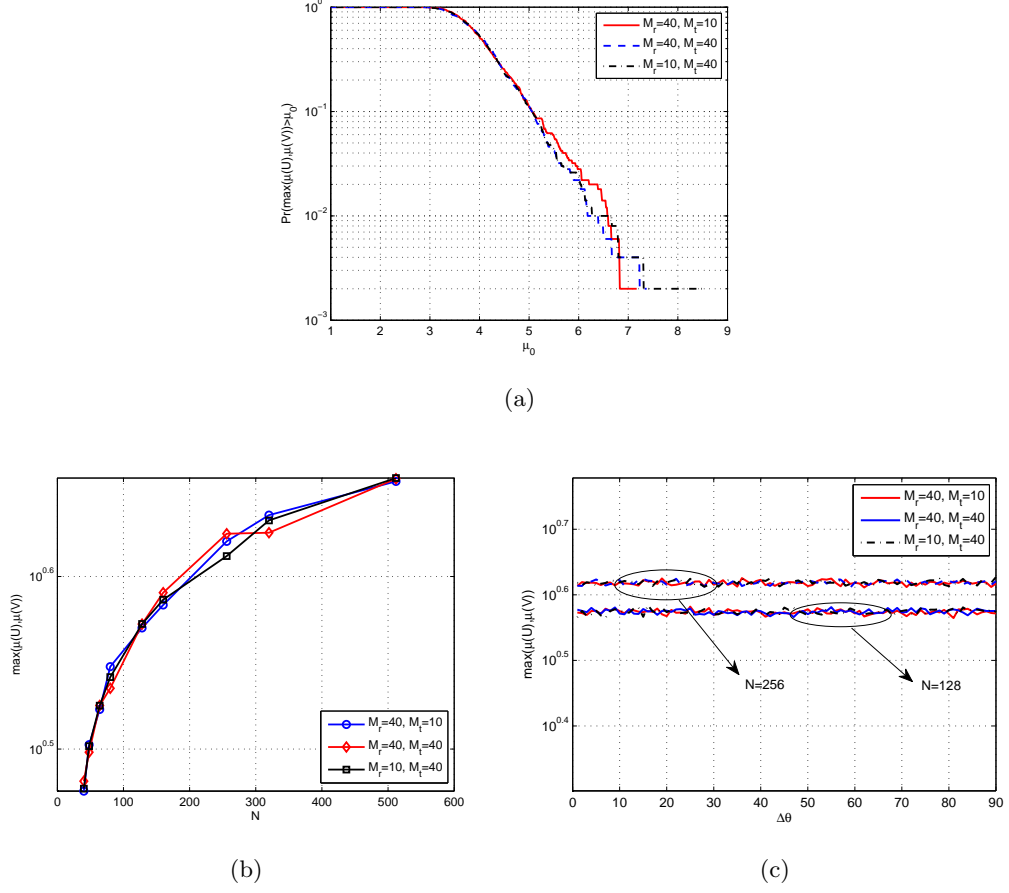 10^0
10^-1
10^-2
10^-3
Pr(max(μ(U),μ(V))>μ_0)
1 2 3 4 5 6 7 8 9
μ_0
M_r=40, M_t=10
M_r=40, M_t=40
M_r=10, M_t=40
(a)
10^0.6
10^0.5
max(μ(U),μ(V))
0 100 200 300 400 500 600
N
M_r=40, M_t=10
M_r=40, M_t=40
M_r=10, M_t=40
(b)
10^0.7
10^0.6
10^0.5
10^0.4
max(μ(U),μ(V))
0 10 20 30 40 50 60 70 80 90
Δθ
M_r=40, M_t=10
M_r=40, M_t=40
M_r=10, M_t=40
N=256
N=128
(c)